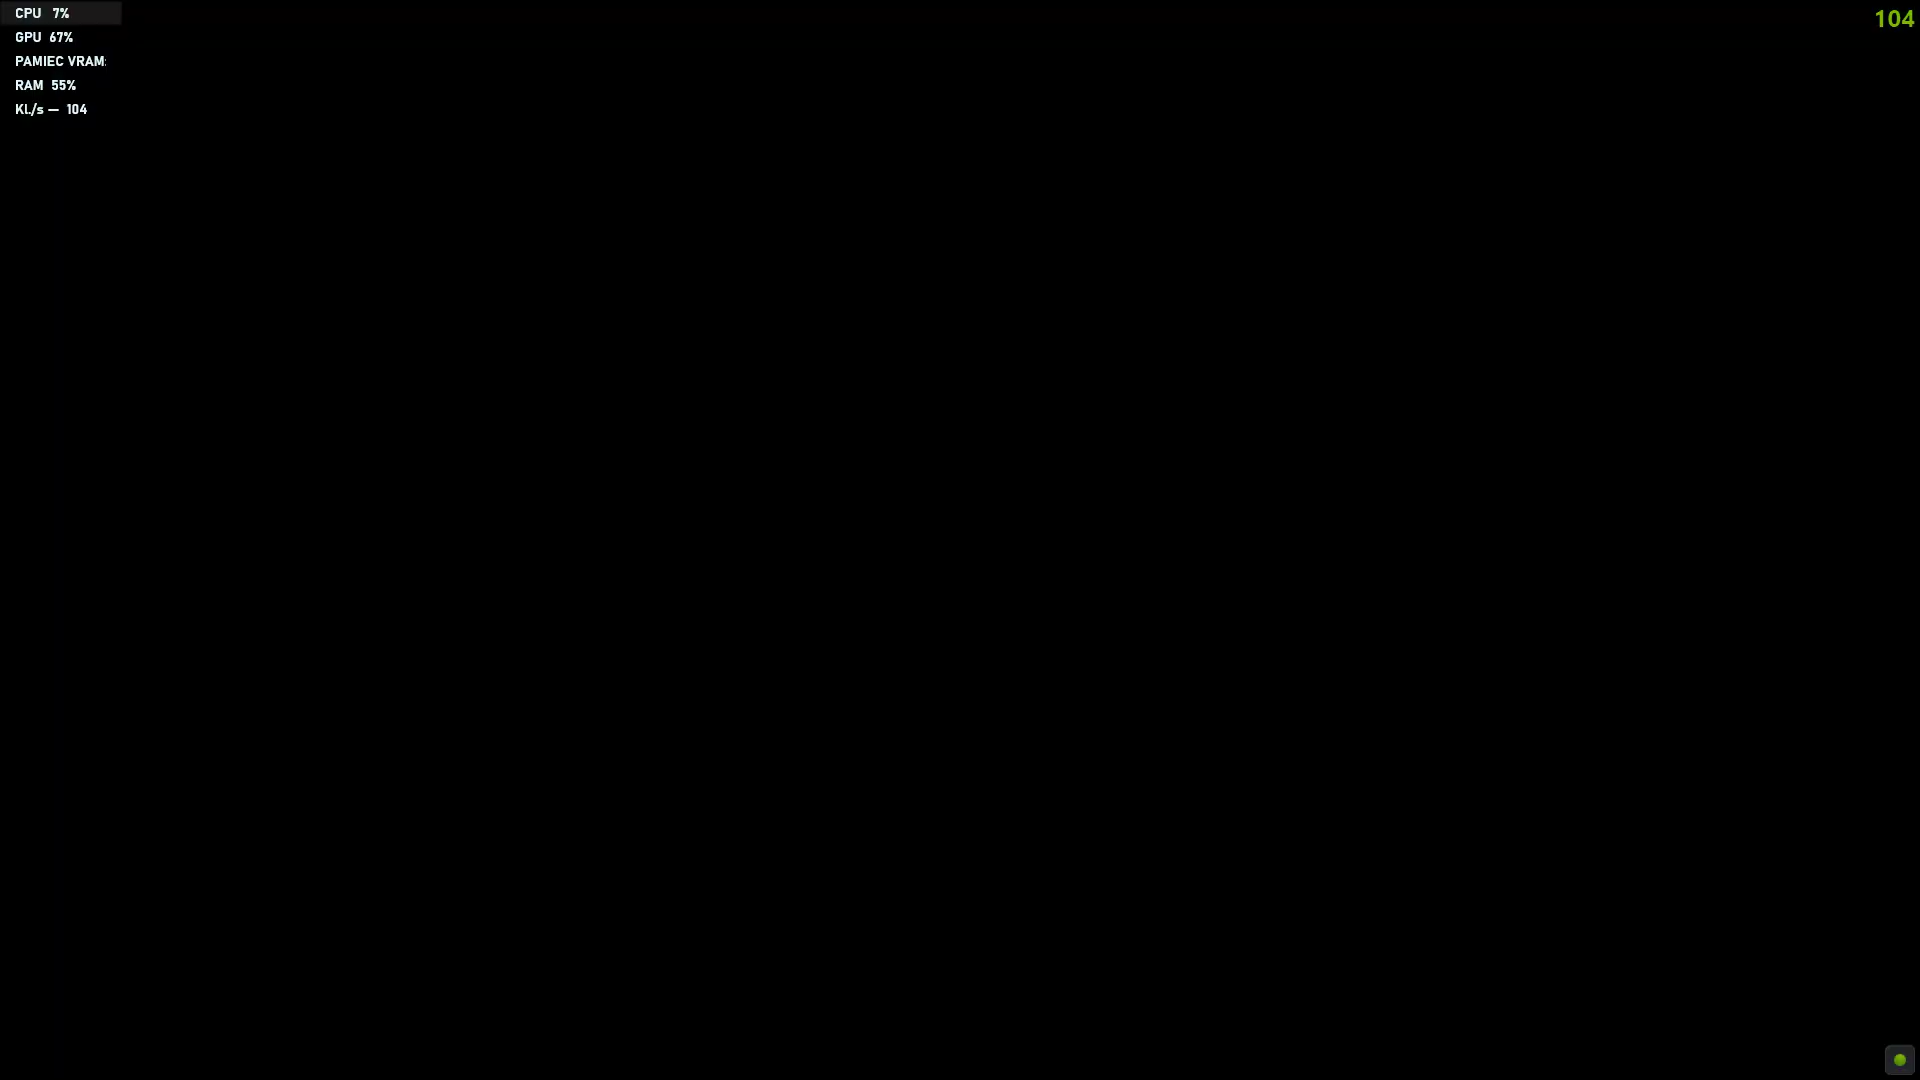 CPU 7%
104
GPU 67%
PAMIEC VRAM:
RAM 55%
Kl./s — 104